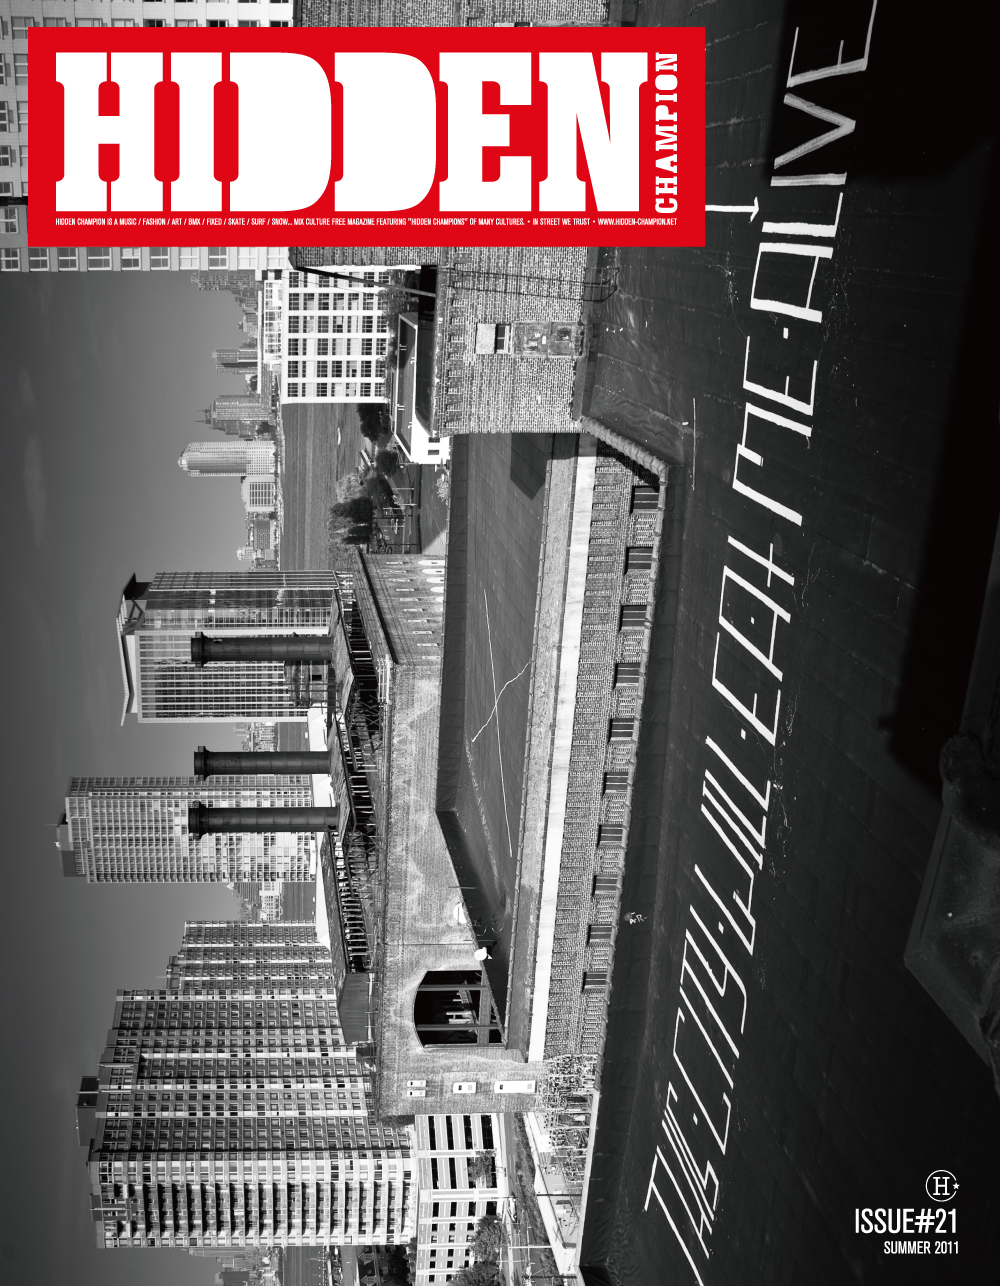 HIDDEN
CHAMPION
HIDDEN CHAMPION IS A MUSIC / FASHION / ART / BMX / FIXED / SKATE / SURF / SNOW... MIX CULTURE FREE MAGAZINE FEATURING "HIDDEN CHAMPIONS" OF MANY CULTURES. • IN STREET WE TRUST • WWW.HIDDEN-CHAMPION.NET
THE·CITY·WILL·EAT·ME·ALIVE
H
ISSUE#21
SUMMER 2011